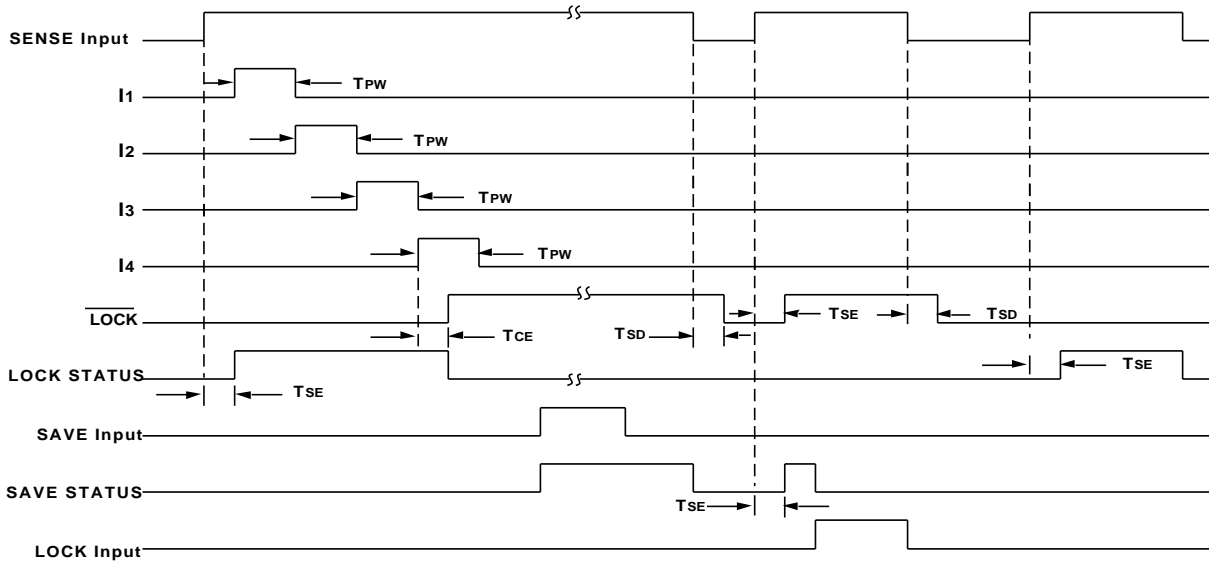 SENSE Input
I1
TPW
I2
TPW
I3
TPW
I4
TPW
LOCK
TCE
TSD
TSE
TSD
LOCK STATUS
TSE
TSE
SAVE Input
SAVE STATUS
TSE
LOCK Input